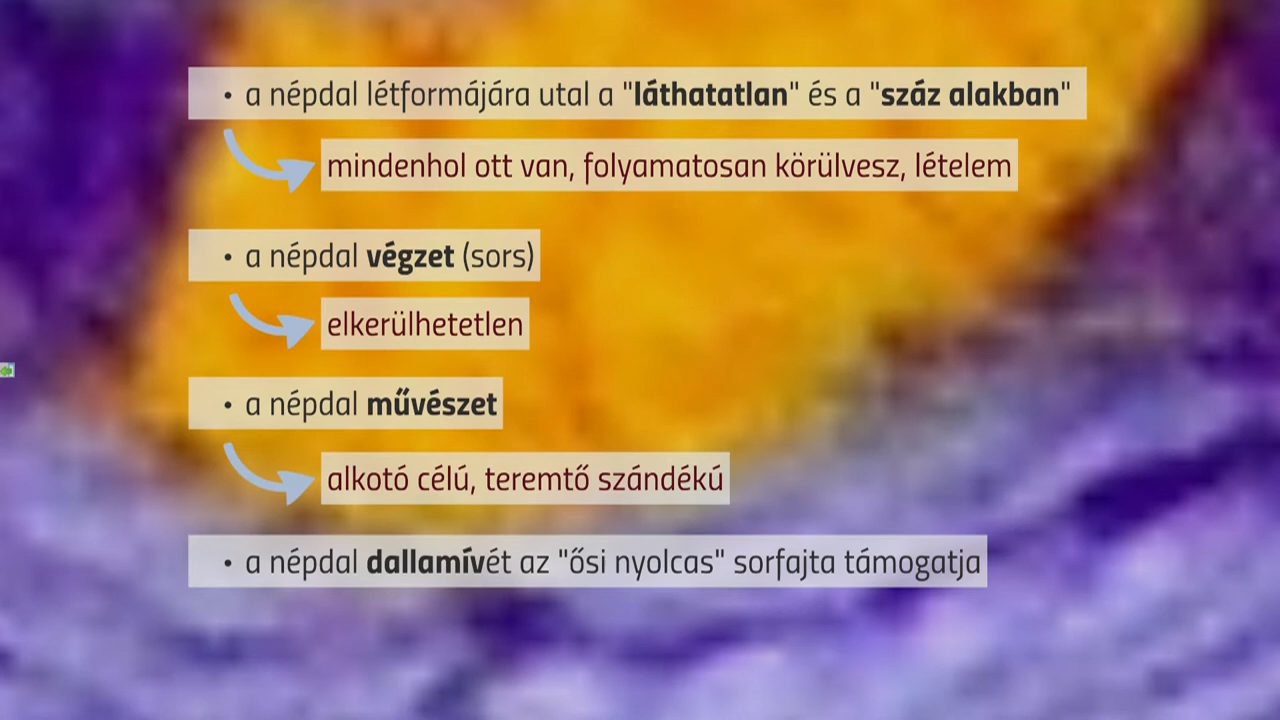 • a népdal létformájára utal a "láthatatlan" és a "száz alakban"
mindenhol ott van, folyamatosan körülvesz, lételem
• a népdal végzet (sors)
elkerülhetetlen
• a népdal művészet
alkotó célú, teremtő szándékú
• a népdal dallamívét az "ősi nyolcas" sorfajta támogatja